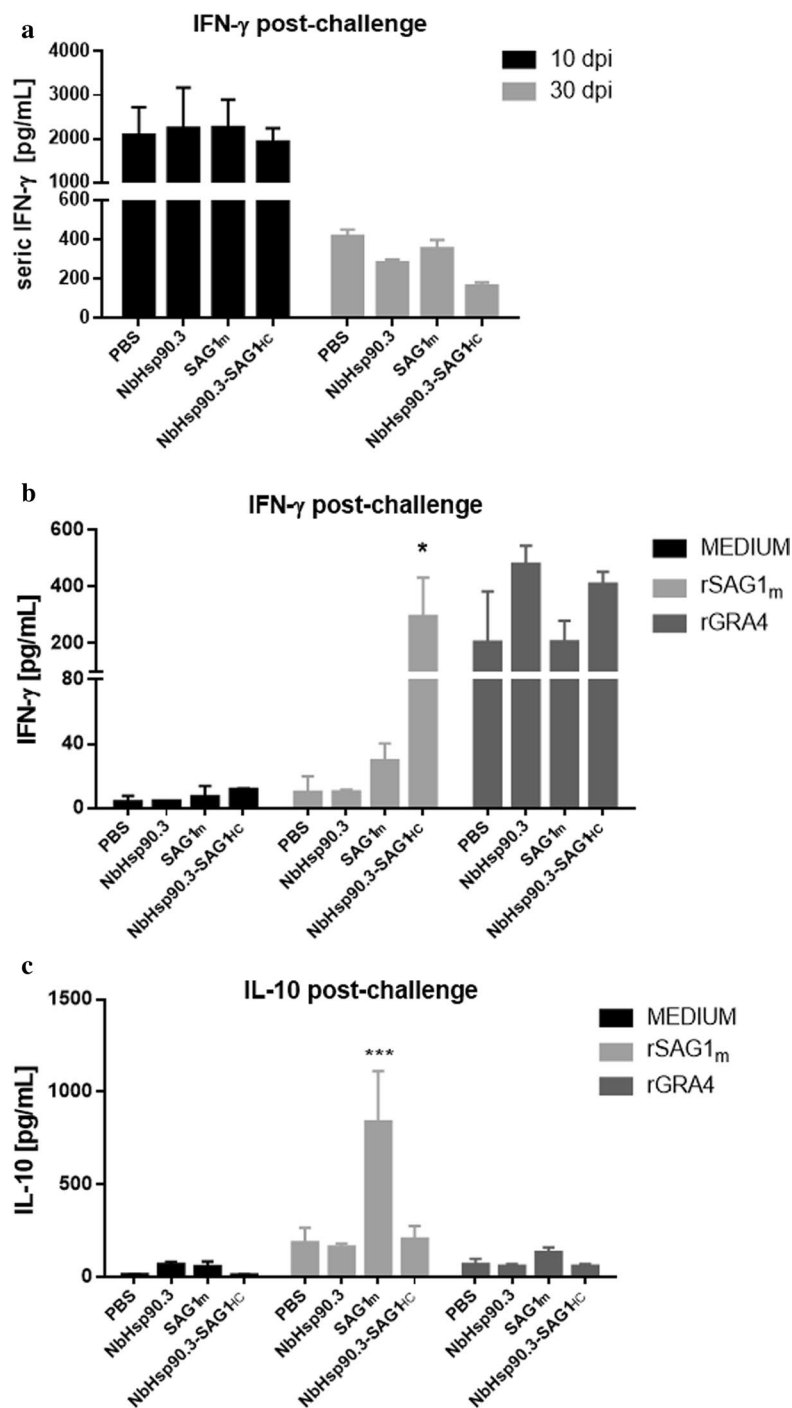 a
IFN-γ post-challenge
10 dpi
30 dpi
seric IFN-γ [pg/mL]
4000
3000
2000
1000
600
400
200
0
PBS
NbHsp90.3
SAG1m
NbHsp90.3-SAG1HC
PBS
NbHsp90.3
SAG1m
NbHsp90.3-SAG1HC
b
IFN-γ post-challenge
MEDIUM
rSAG1m
rGRA4
IFN-γ [pg/mL]
600
400
200
80
40
0
*
PBS
NbHsp90.3
SAG1m
NbHsp90.3-SAG1HC
PBS
NbHsp90.3
SAG1m
NbHsp90.3-SAG1HC
PBS
NbHsp90.3
SAG1m
NbHsp90.3-SAG1HC
c
IL-10 post-challenge
MEDIUM
rSAG1m
rGRA4
IL-10 [pg/mL]
1500
1000
500
0
***
PBS
NbHsp90.3
SAG1m
NbHsp90.3-SAG1HC
PBS
NbHsp90.3
SAG1m
NbHsp90.3-SAG1HC
PBS
NbHsp90.3
SAG1m
NbHsp90.3-SAG1HC